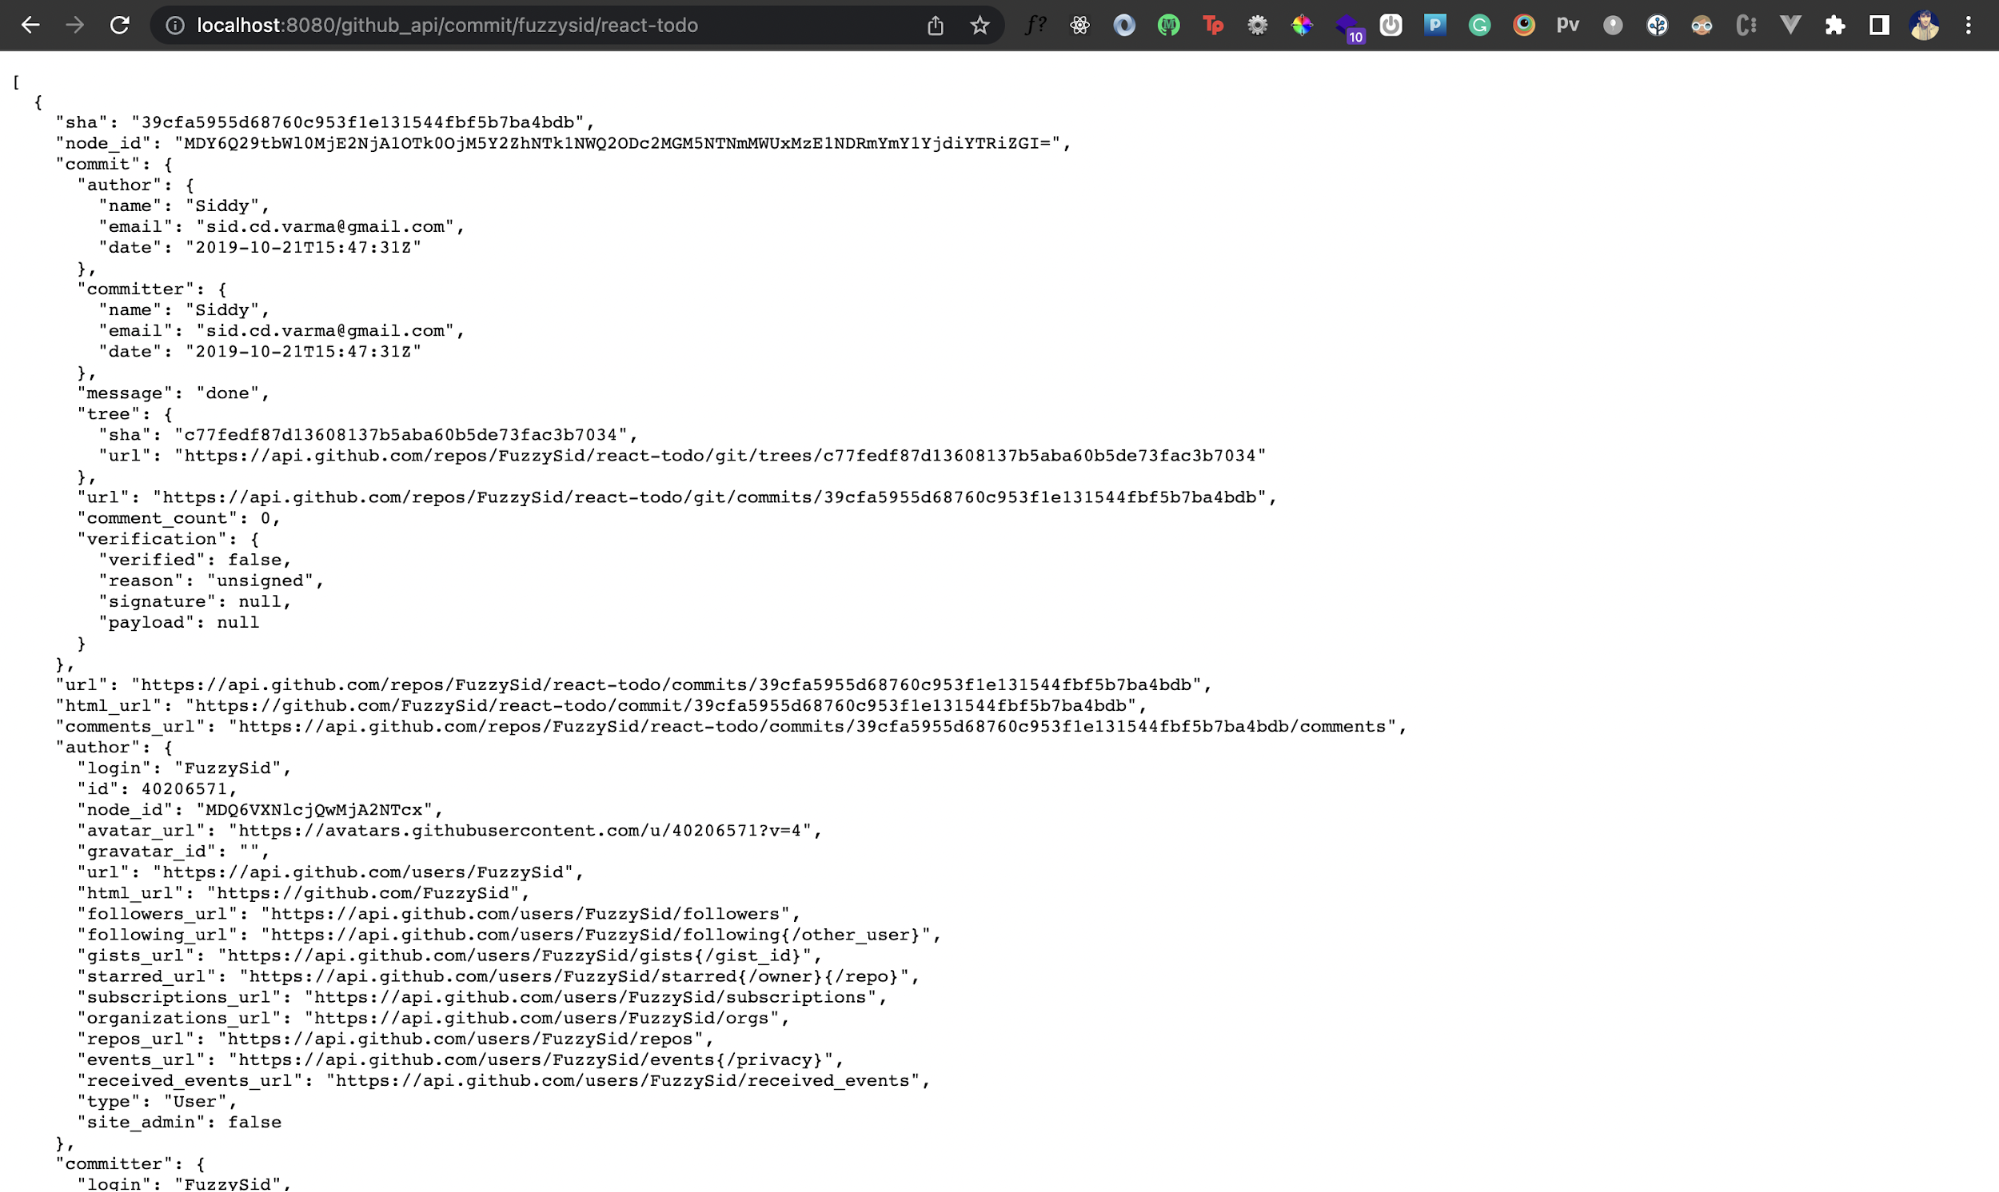 localhost:8080/github_api/commit/fuzzysid/react-todo
f?
Tp
10
P
G
Pv
[
{
"sha": "39cfa5955d68760c953f1e131544fbf5b7ba4bdb",
"node_id": "MDY6Q29tbWl0MjE2NjA1OTk0OjM5Y2ZhNTk1NWQ2ODc2MGM5NTNmMWUxMzE1NDRmYmY1YjdiYTRiZGI=",
"commit": {
"author": {
"name": "Siddy",
"email": "sid.cd.varma@gmail.com",
"date": "2019-10-21T15:47:31Z"
},
"committer": {
"name": "Siddy",
"email": "sid.cd.varma@gmail.com",
"date": "2019-10-21T15:47:31Z"
},
"message": "done",
"tree": {
"sha": "c77fedf87d13608137b5aba60b5de73fac3b7034",
"url": "https://api.github.com/repos/FuzzySid/react-todo/git/trees/c77fedf87d13608137b5aba60b5de73fac3b7034"
},
"url": "https://api.github.com/repos/FuzzySid/react-todo/git/commits/39cfa5955d68760c953f1e131544fbf5b7ba4bdb",
"comment_count": 0,
"verification": {
"verified": false,
"reason": "unsigned",
"signature": null,
"payload": null
}
},
"url": "https://api.github.com/repos/FuzzySid/react-todo/commits/39cfa5955d68760c953f1e131544fbf5b7ba4bdb",
"html_url": "https://github.com/FuzzySid/react-todo/commit/39cfa5955d68760c953f1e131544fbf5b7ba4bdb",
"comments_url": "https://api.github.com/repos/FuzzySid/react-todo/commits/39cfa5955d68760c953f1e131544fbf5b7ba4bdb/comments",
"author": {
"login": "FuzzySid",
"id": 40206571,
"node_id": "MDQ6VXNlcjQwMjA2NTcx",
"avatar_url": "https://avatars.githubusercontent.com/u/40206571?v=4",
"gravatar_id": "",
"url": "https://api.github.com/users/FuzzySid",
"html_url": "https://github.com/FuzzySid",
"followers_url": "https://api.github.com/users/FuzzySid/followers",
"following_url": "https://api.github.com/users/FuzzySid/following{/other_user}",
"gists_url": "https://api.github.com/users/FuzzySid/gists{/gist_id}",
"starred_url": "https://api.github.com/users/FuzzySid/starred{/owner}{/repo}",
"subscriptions_url": "https://api.github.com/users/FuzzySid/subscriptions",
"organizations_url": "https://api.github.com/users/FuzzySid/orgs",
"repos_url": "https://api.github.com/users/FuzzySid/repos",
"events_url": "https://api.github.com/users/FuzzySid/events{/privacy}",
"received_events_url": "https://api.github.com/users/FuzzySid/received_events",
"type": "User",
"site_admin": false
},
"committer": {
"login": "FuzzySid",